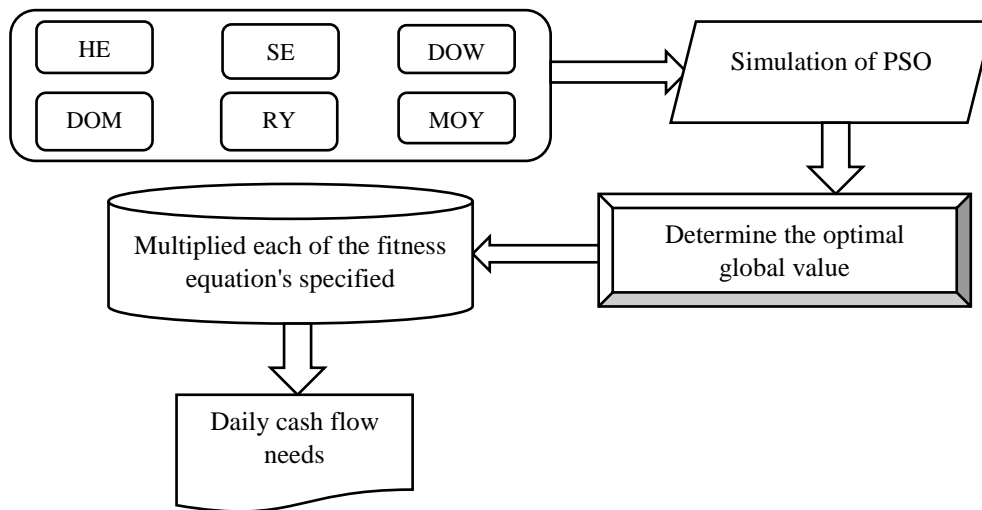 HE
SE
DOW
DOM
RY
MOY
Simulation of PSO
Determine the optimal
global value
Multiplied each of the fitness
equation's specified
Daily cash flow
needs